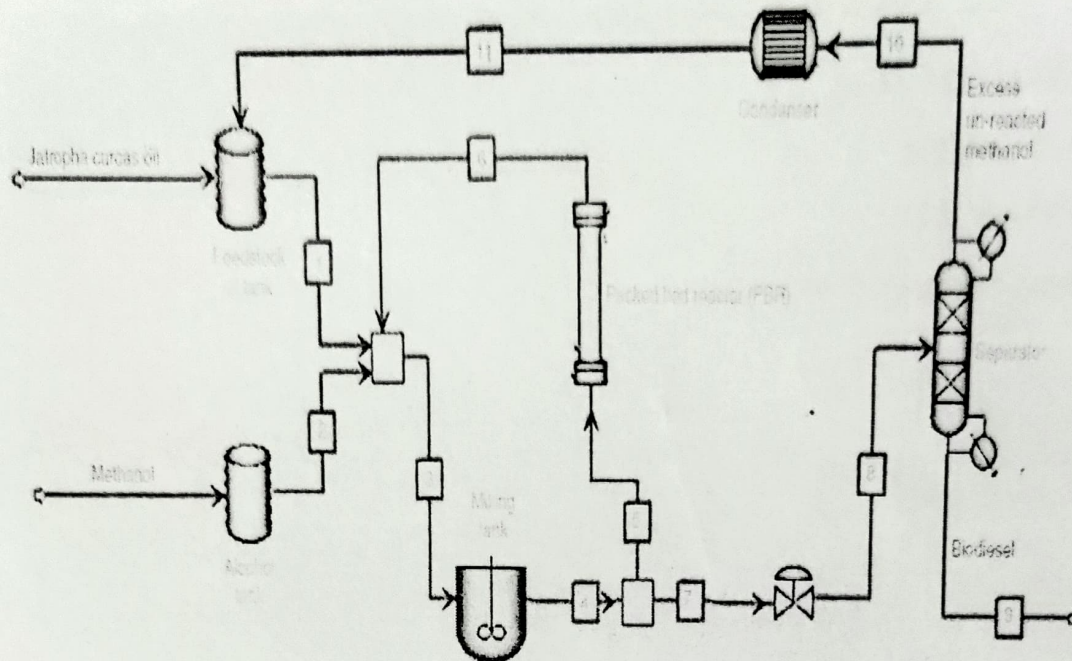 11
10
Condenser
Excess
un-reacted
methanol
Jatropha curcas oil
6
Feedstock
tank
1
Packed bed reactor (PBR)
Separator
2
Methanol
3
8
Mixing
tank
Alcohol
tank
5
Biodiesel
4
7
9